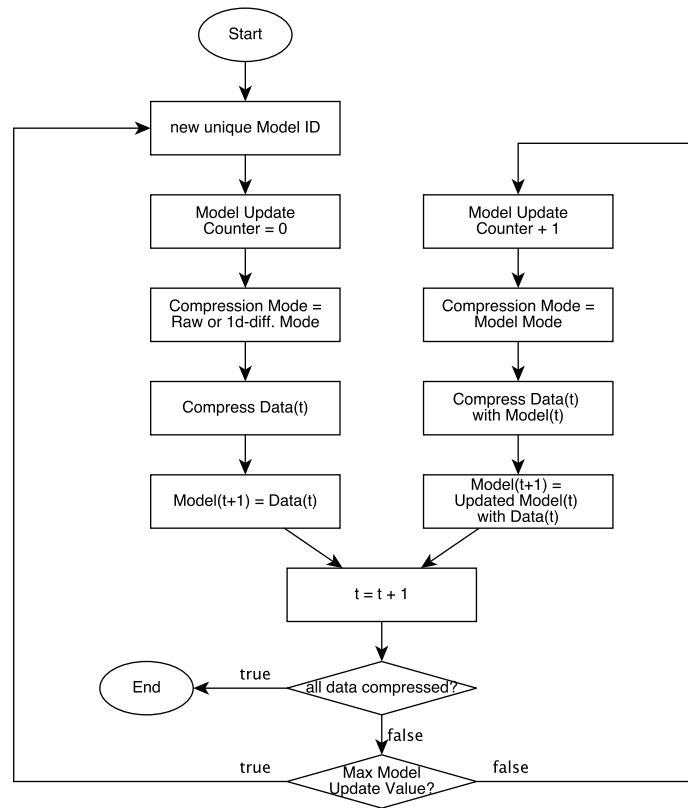 Start
new unique Model ID
Model Update
Counter = 0
Model Update
Counter + 1
Compression Mode =
Raw or 1d-diff. Mode
Compression Mode =
Model Mode
Compress Data(t)
Compress Data(t)
with Model(t)
Model(t+1) = Data(t)
Model(t+1) =
Updated Model(t)
with Data(t)
t = t + 1
End
true
all data compressed?
false
true
Max Model
Update Value?
false